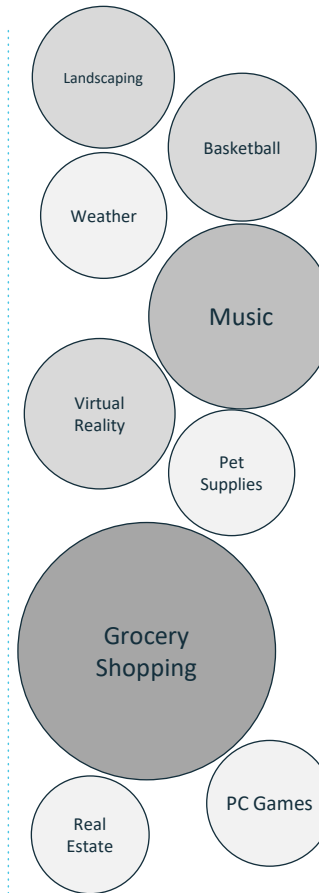 Landscaping
Basketball
Weather
Music
Virtual
Reality
Pet
Supplies
Grocery
Shopping
PC Games
Real
Estate